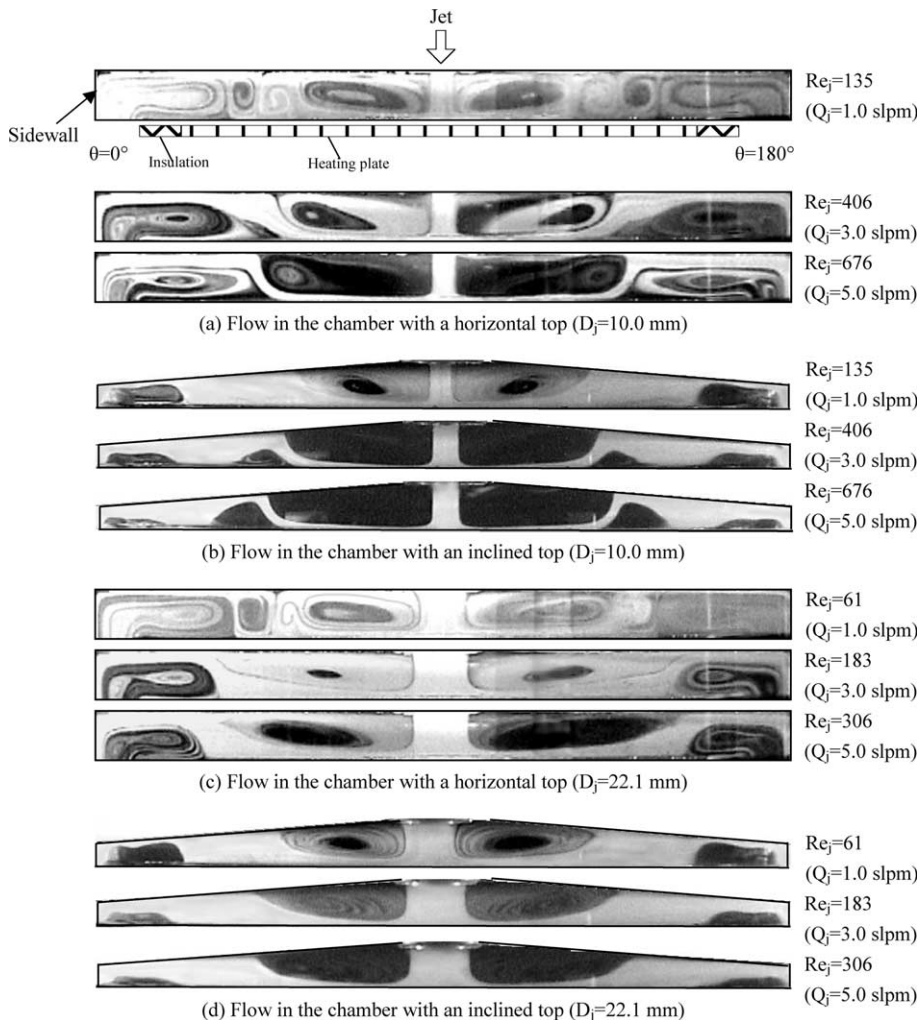 Jet
Re_j=135
(Q_j=1.0 slpm)
Sidewall
θ=0°
Insulation
Heating plate
θ=180°
Re_j=406
(Q_j=3.0 slpm)
Re_j=676
(Q_j=5.0 slpm)
(a) Flow in the chamber with a horizontal top (D_j=10.0 mm)
Re_j=135
(Q_j=1.0 slpm)
Re_j=406
(Q_j=3.0 slpm)
Re_j=676
(Q_j=5.0 slpm)
(b) Flow in the chamber with an inclined top (D_j=10.0 mm)
Re_j=61
(Q_j=1.0 slpm)
Re_j=183
(Q_j=3.0 slpm)
Re_j=306
(Q_j=5.0 slpm)
(c) Flow in the chamber with a horizontal top (D_j=22.1 mm)
Re_j=61
(Q_j=1.0 slpm)
Re_j=183
(Q_j=3.0 slpm)
Re_j=306
(Q_j=5.0 slpm)
(d) Flow in the chamber with an inclined top (D_j=22.1 mm)